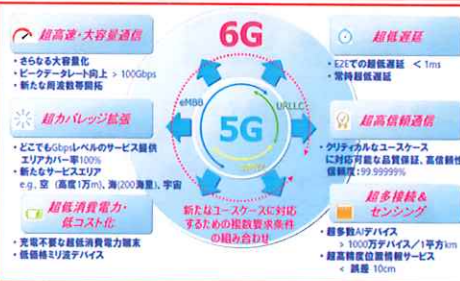 超高速・大容量通信
・さらなる大容量化
・ピークデータレート向上 > 100Gbps
・新たな周波数帯開拓
超カバレッジ拡張
・どこでもGbpsレベルのサービス提供
エリアカバー率100%
・新たなサービスエリア
e.g., 空（高度1万m）, 海(200海里), 宇宙
超低消費電力・
低コスト化
・充電不要な超低消費電力端末
・低価格ミリ波デバイス
6G
eMBB
URLLC
5G
新たなユースケースに対応
するための複数要求条件
の組み合わせ
超低遅延
・E2Eでの超低遅延 < 1ms
・常時超低遅延
超高信頼通信
・クリティカルなユースケース
に対応可能な品質保証、高信頼性
信頼度:99.99999%
超多接続&
センシング
・超多数AIデバイス
> 1000万デバイス/1平方km
・超高精度位置情報サービス
< 誤差 10cm